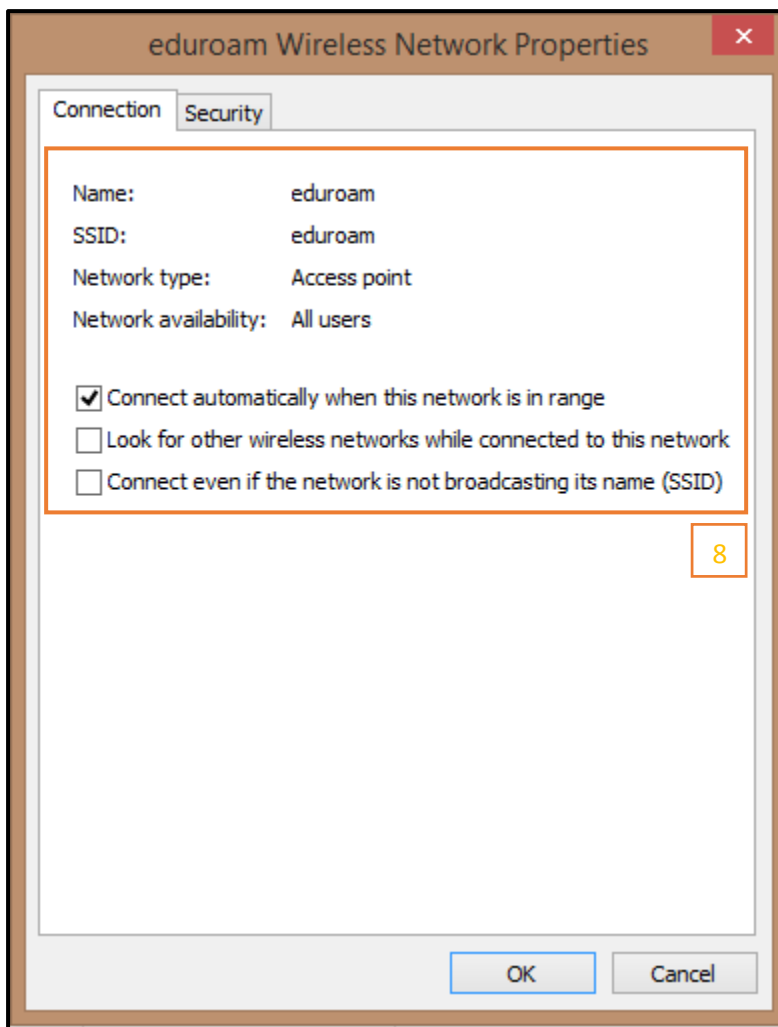 eduroam Wireless Network Properties
Connection
Security
Name: eduroam
SSID: eduroam
Network type: Access point
Network availability: All users
Connect automatically when this network is in range
Look for other wireless networks while connected to this network
Connect even if the network is not broadcasting its name (SSID)
8
OK
Cancel